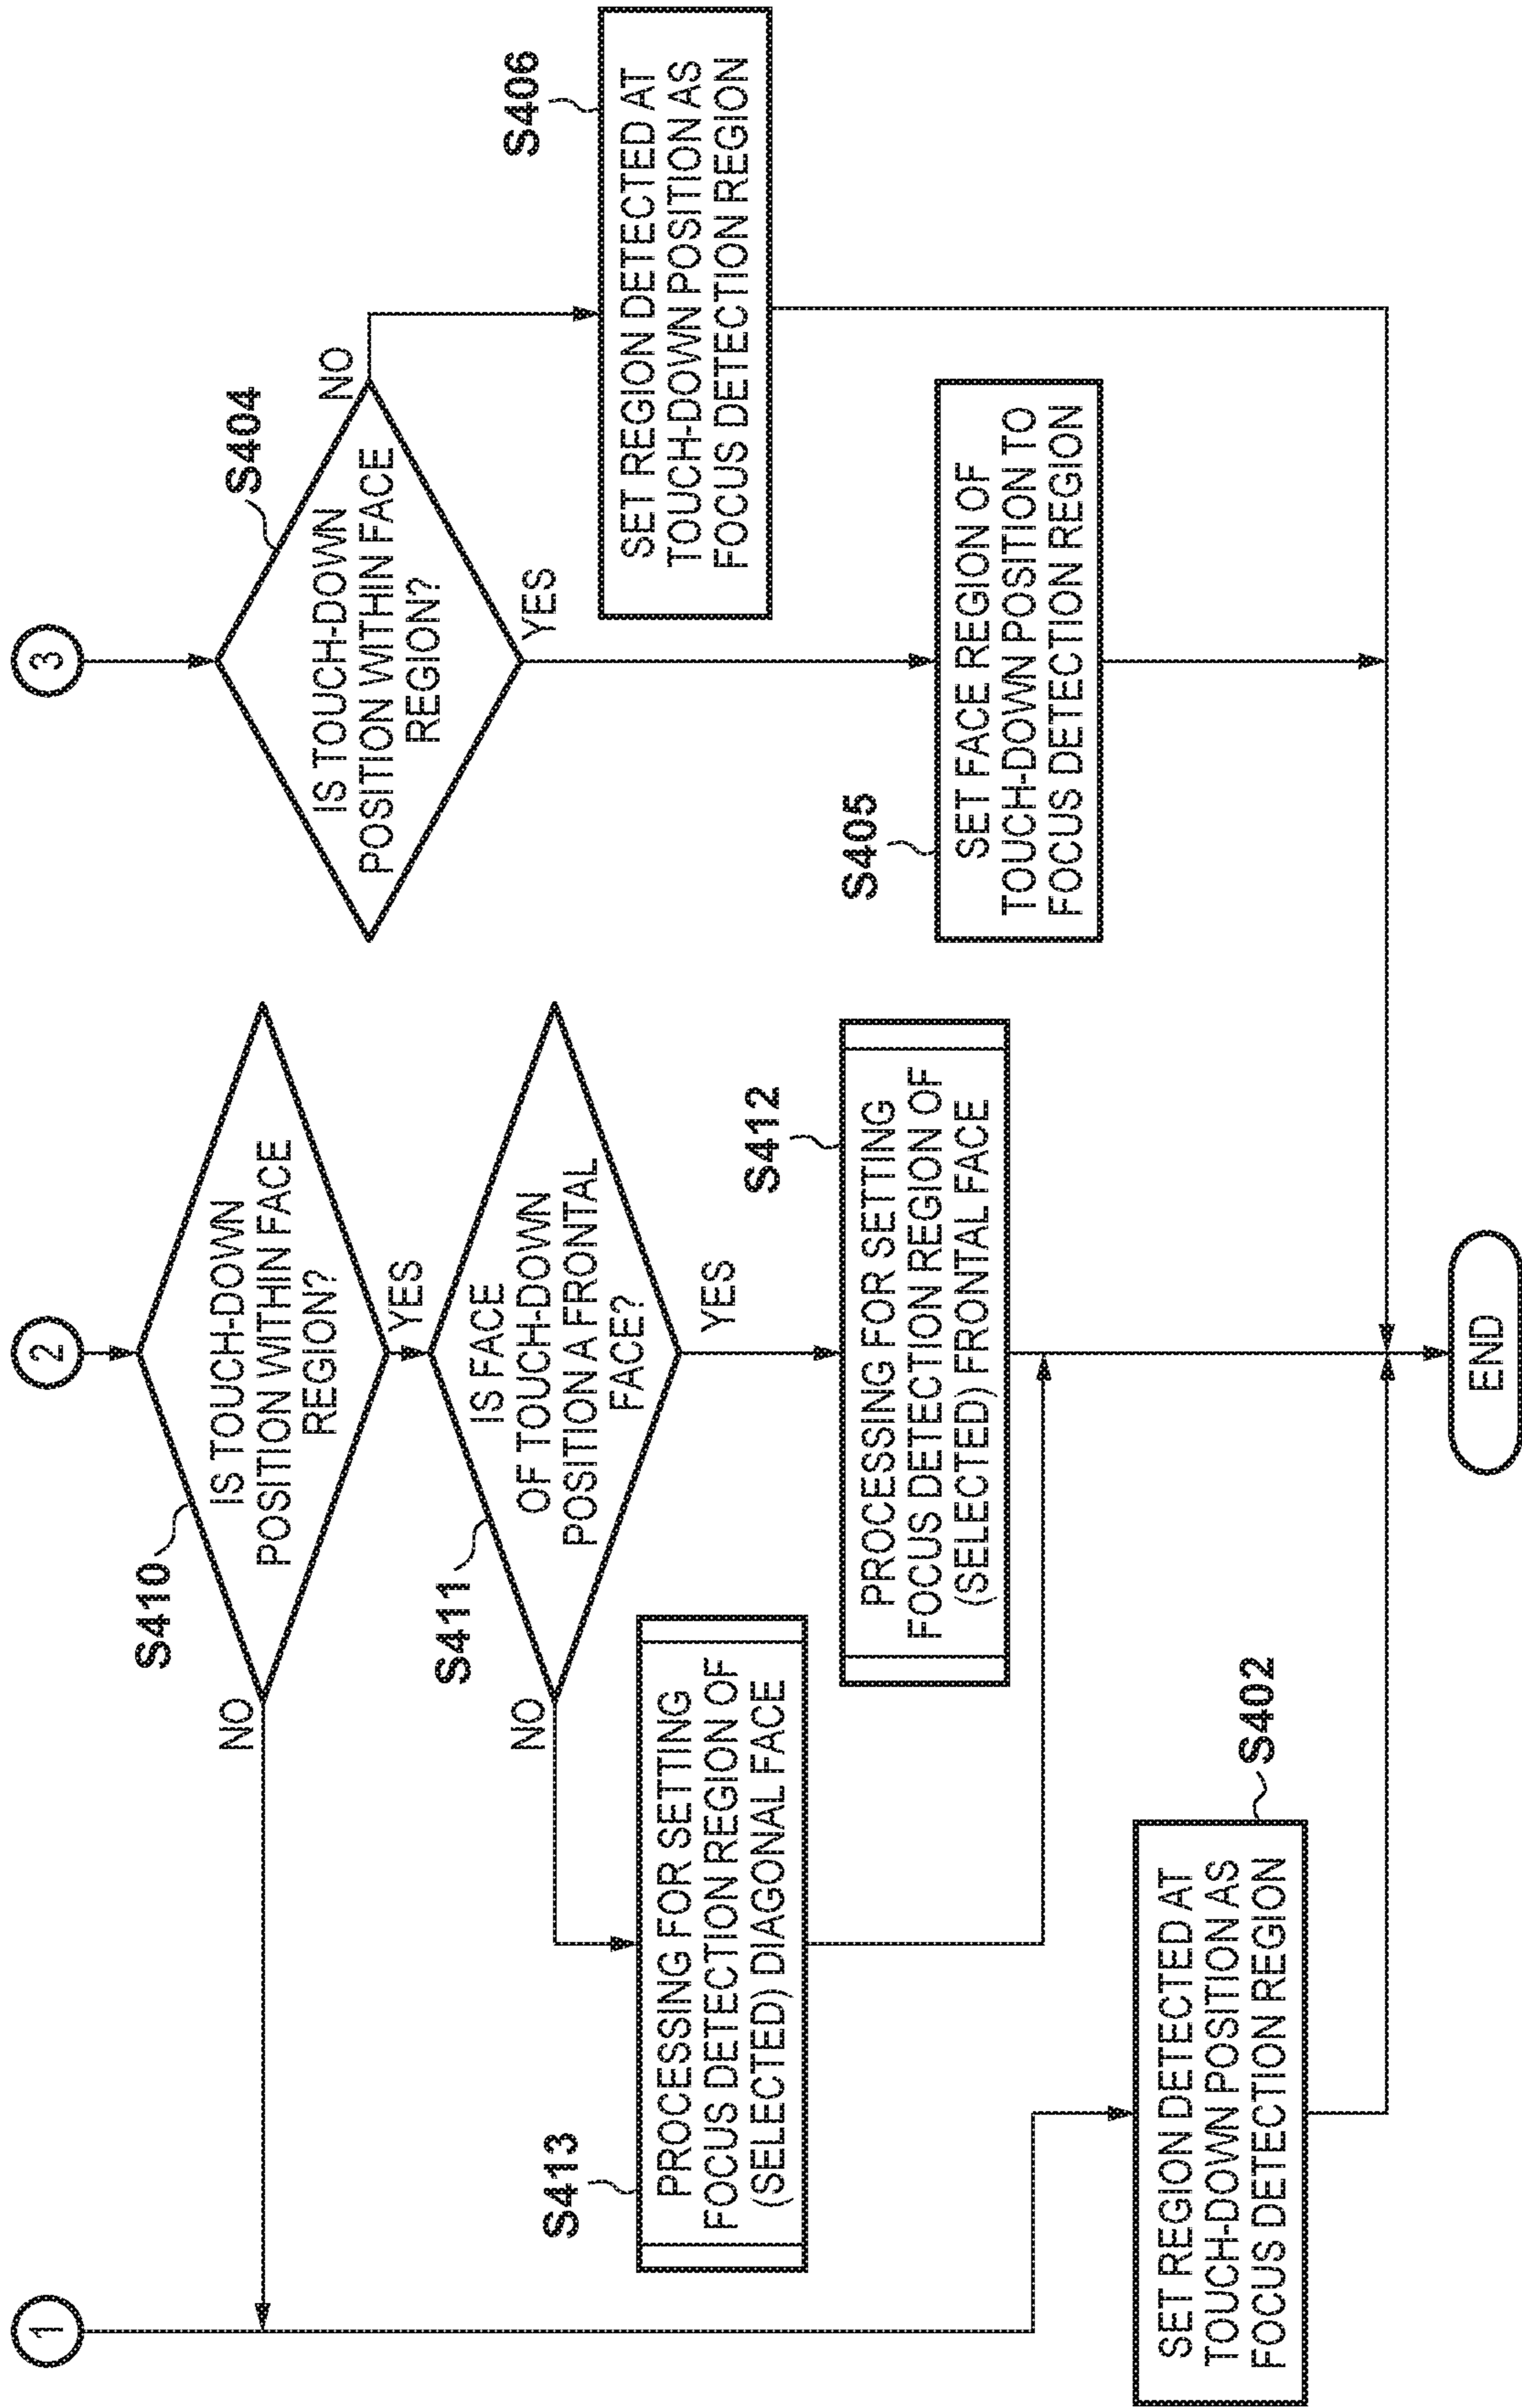 1
2
3
S410
IS TOUCH-DOWN
POSITION WITHIN FACE
REGION?
NO
YES
S411
IS FACE
OF TOUCH-DOWN
POSITION A FRONTAL
FACE?
NO
YES
S413
PROCESSING FOR SETTING
FOCUS DETECTION REGION OF
(SELECTED) DIAGONAL FACE
S412
PROCESSING FOR SETTING
FOCUS DETECTION REGION OF
(SELECTED) FRONTAL FACE
S402
SET REGION DETECTED AT
TOUCH-DOWN POSITION AS
FOCUS DETECTION REGION
S404
IS TOUCH-DOWN
POSITION WITHIN FACE
REGION?
NO
YES
S406
SET REGION DETECTED AT
TOUCH-DOWN POSITION AS
FOCUS DETECTION REGION
S405
SET FACE REGION OF
TOUCH-DOWN POSITION TO
FOCUS DETECTION REGION
END